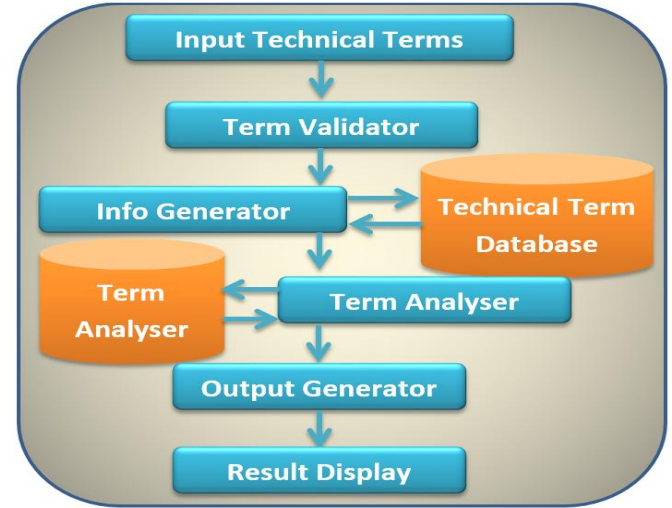 Input Technical Terms
Term Validator
Info Generator
Technical Term
Database
Term
Analyser
Term Analyser
Output Generator
Result Display